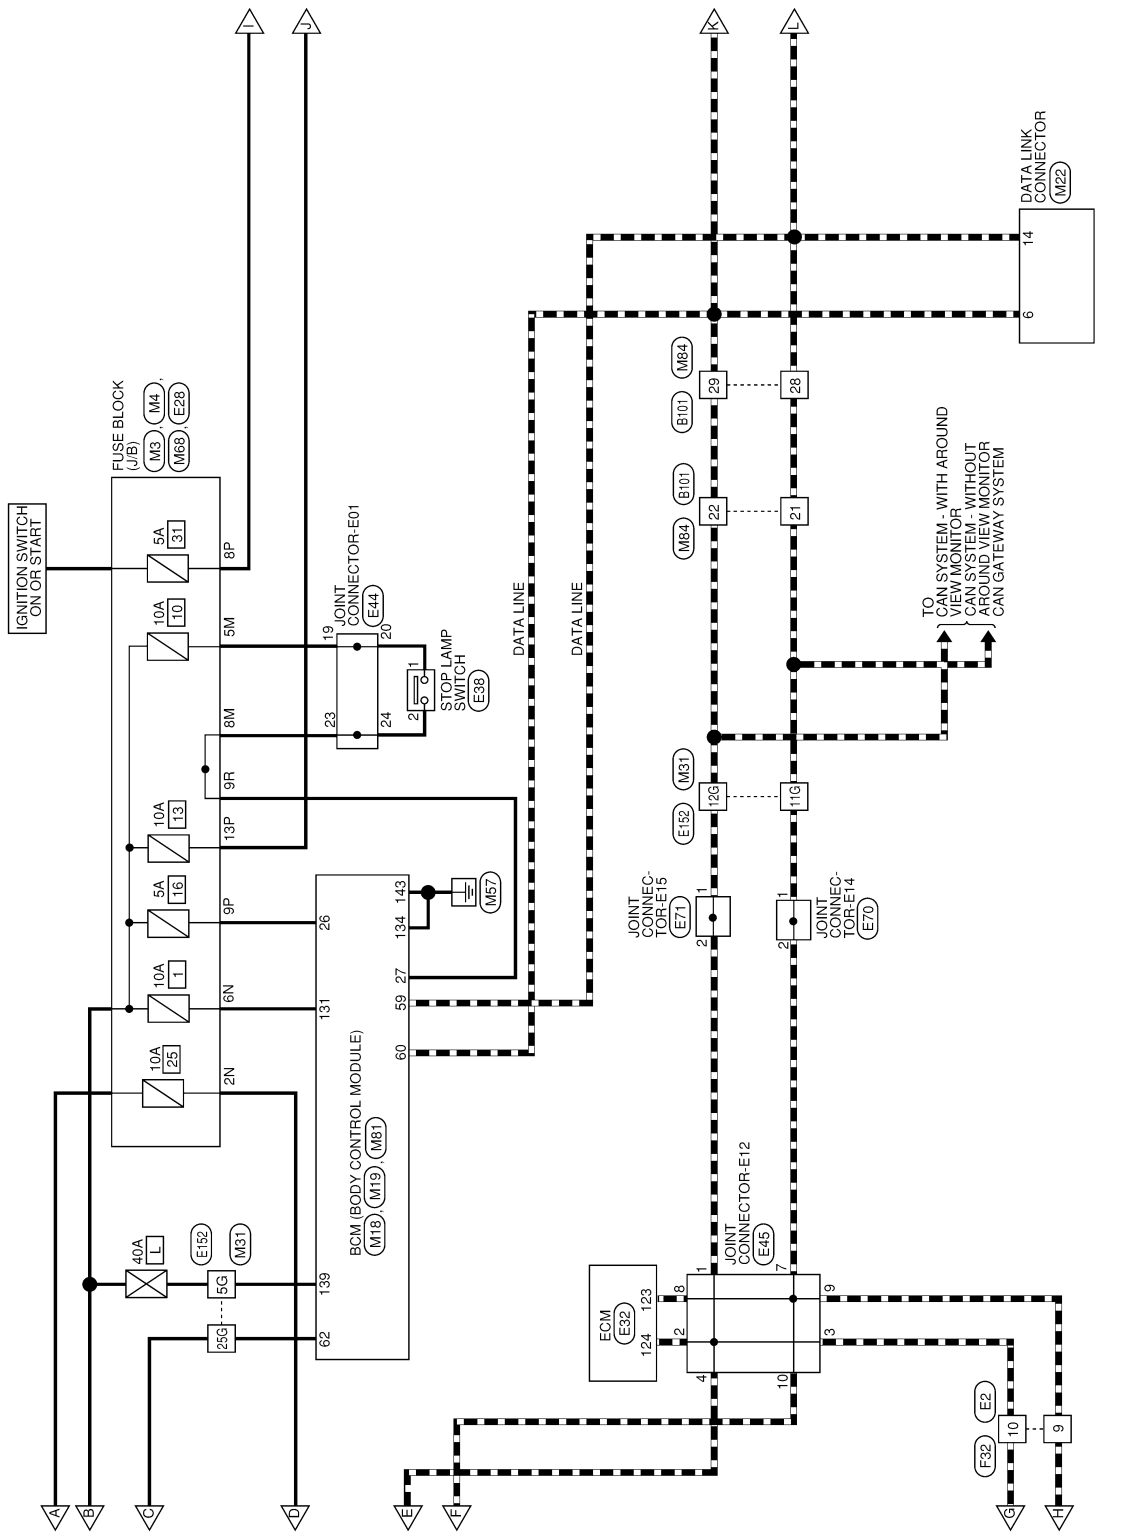 IGNITION SWITCH
ON OR START
FUSE BLOCK
(J/B)
M3 , M4 ,
M68 , E28
10A
25
10A
1
5A
16
10A
13
10A
10
5A
31
2N
6N
9P
13P
9R
8M
5M
8P
I
J
K
L
40A
L
E152
M31
5G
25G
BCM (BODY CONTROL MODULE)
M18 , M19 , M81
62
139
131
26
60
59
27
134
143
M57
JOINT
CONNECTOR-E01
E44
23
19
24
20
STOP LAMP
SWITCH
E38
2
1
DATA LINE
DATA LINE
ECM
E32
124
123
JOINT
CONNECTOR-E12
E45
2
8
4
1
10
7
3
9
JOINT
CONNEC-
TOR-E15
E71
2
1
JOINT
CONNEC-
TOR-E14
E70
2
1
E152
M31
12G
11G
TO
CAN SYSTEM - WITH AROUND
VIEW MONITOR
CAN SYSTEM - WITHOUT
AROUND VIEW MONITOR
CAN GATEWAY SYSTEM
M84
B101
22
21
B101
M84
29
28
DATA LINK
CONNECTOR
M22
6
14
F32
E2
10
9
A
B
C
D
E
F
G
H